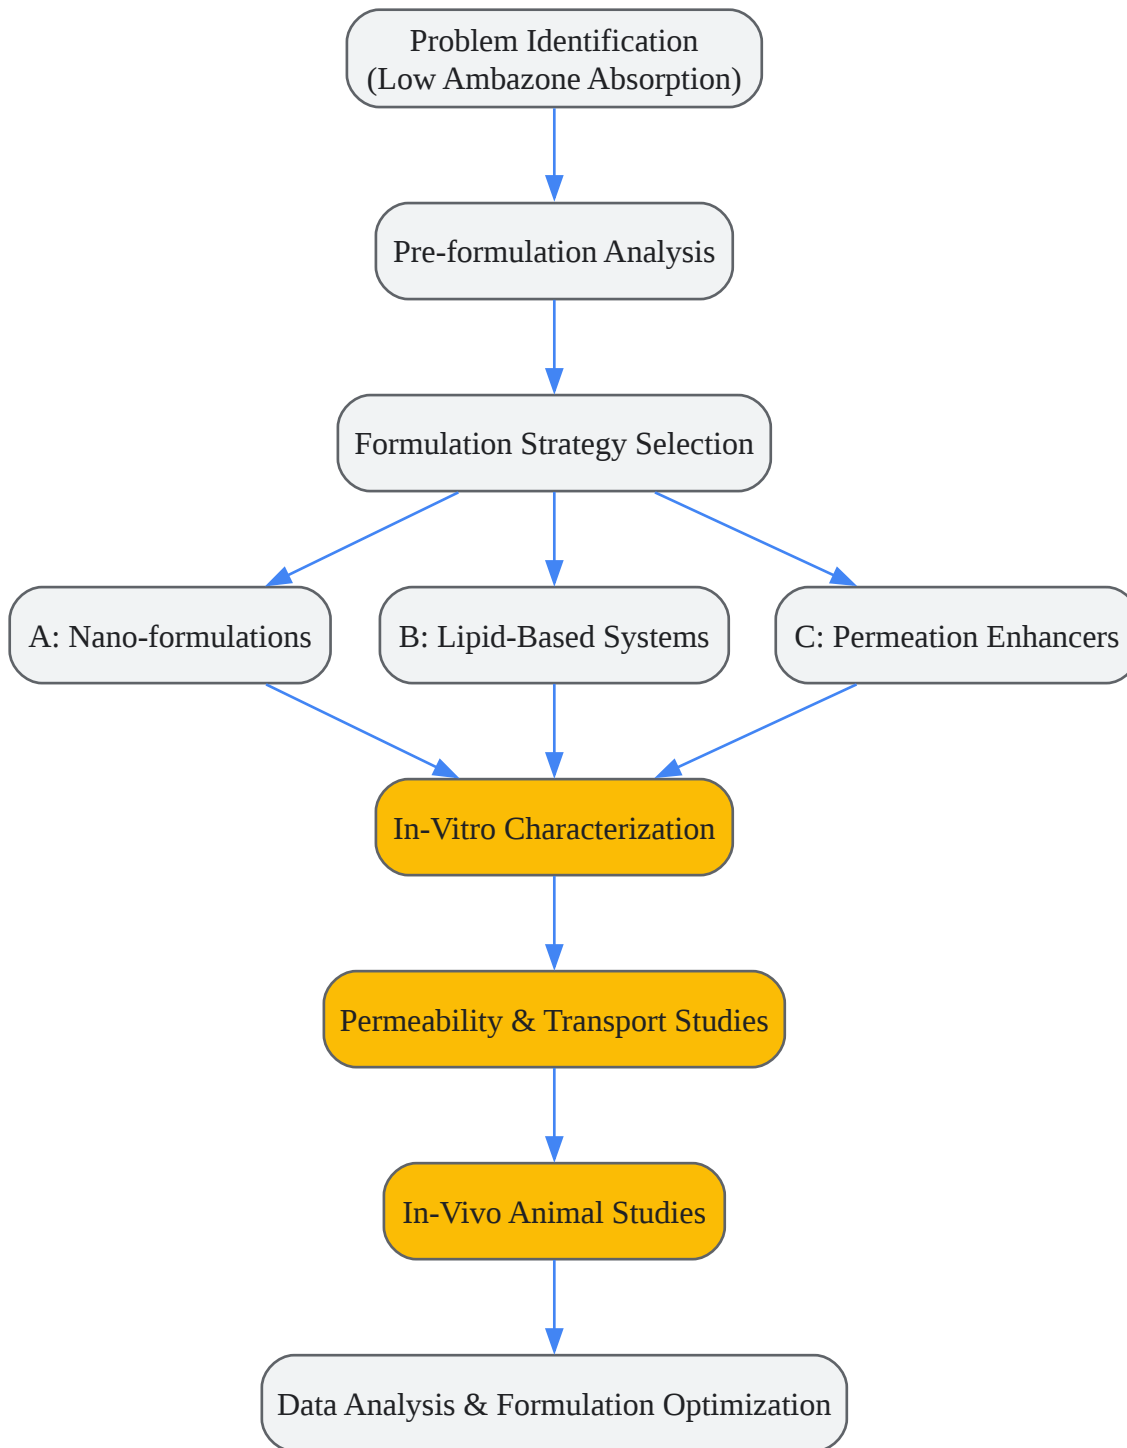 Problem Identification
(Low Ambazone Absorption)
Pre-formulation Analysis
Formulation Strategy Selection
A: Nano-formulations
B: Lipid-Based Systems
C: Permeation Enhancers
In-Vitro Characterization
Permeability & Transport Studies
In-Vivo Animal Studies
Data Analysis & Formulation Optimization